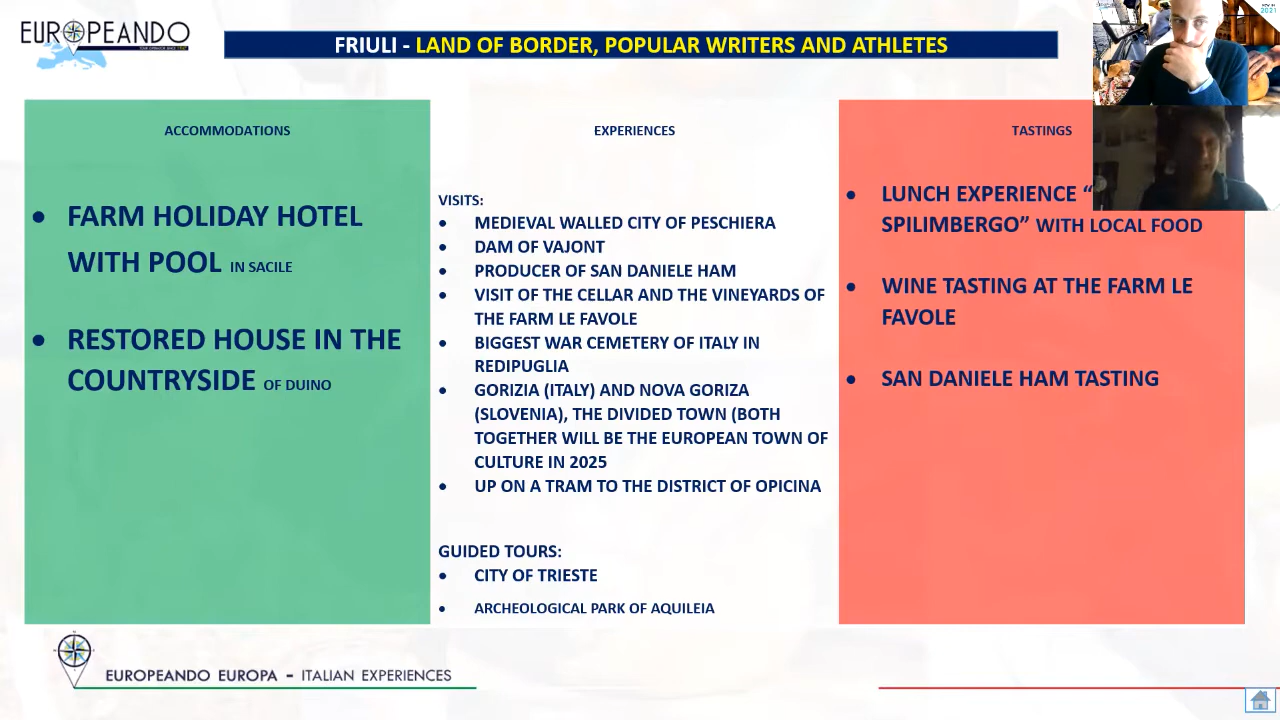 EUROPEANDO
FRIULI - LAND OF BORDER, POPULAR WRITERS AND ATHLETES
2021
ACCOMMODATIONS
• FARM HOLIDAY HOTEL
WITH POOL IN SACILE
• RESTORED HOUSE IN THE
COUNTRYSIDE OF DUINO
EXPERIENCES
VISITS:
• MEDIEVAL WALLED CITY OF PESCHIERA
• DAM OF VAJONT
• PRODUCER OF SAN DANIELE HAM
• VISIT OF THE CELLAR AND THE VINEYARDS OF
THE FARM LE FAVOLE
• BIGGEST WAR CEMETERY OF ITALY IN
REDIPUGLIA
• GORIZIA (ITALY) AND NOVA GORIZA
(SLOVENIA), THE DIVIDED TOWN (BOTH
TOGETHER WILL BE THE EUROPEAN TOWN OF
CULTURE IN 2025
• UP ON A TRAM TO THE DISTRICT OF OPICINA
GUIDED TOURS:
• CITY OF TRIESTE
• ARCHEOLOGICAL PARK OF AQUILEIA
TASTINGS
• LUNCH EXPERIENCE “
SPILIMBERGO” WITH LOCAL FOOD
• WINE TASTING AT THE FARM LE
FAVOLE
• SAN DANIELE HAM TASTING
EUROPEANDO EUROPA – ITALIAN EXPERIENCES